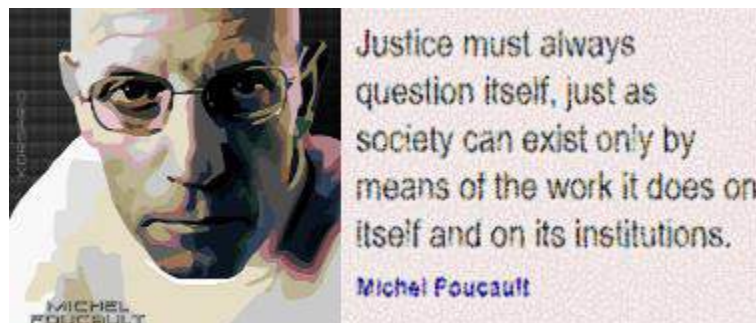 Justice must always
question itself, just as
society can exist only by
means of the work it does on
itself and on its institutions.
Michel Foucault
MICHEL
FOUCAULT